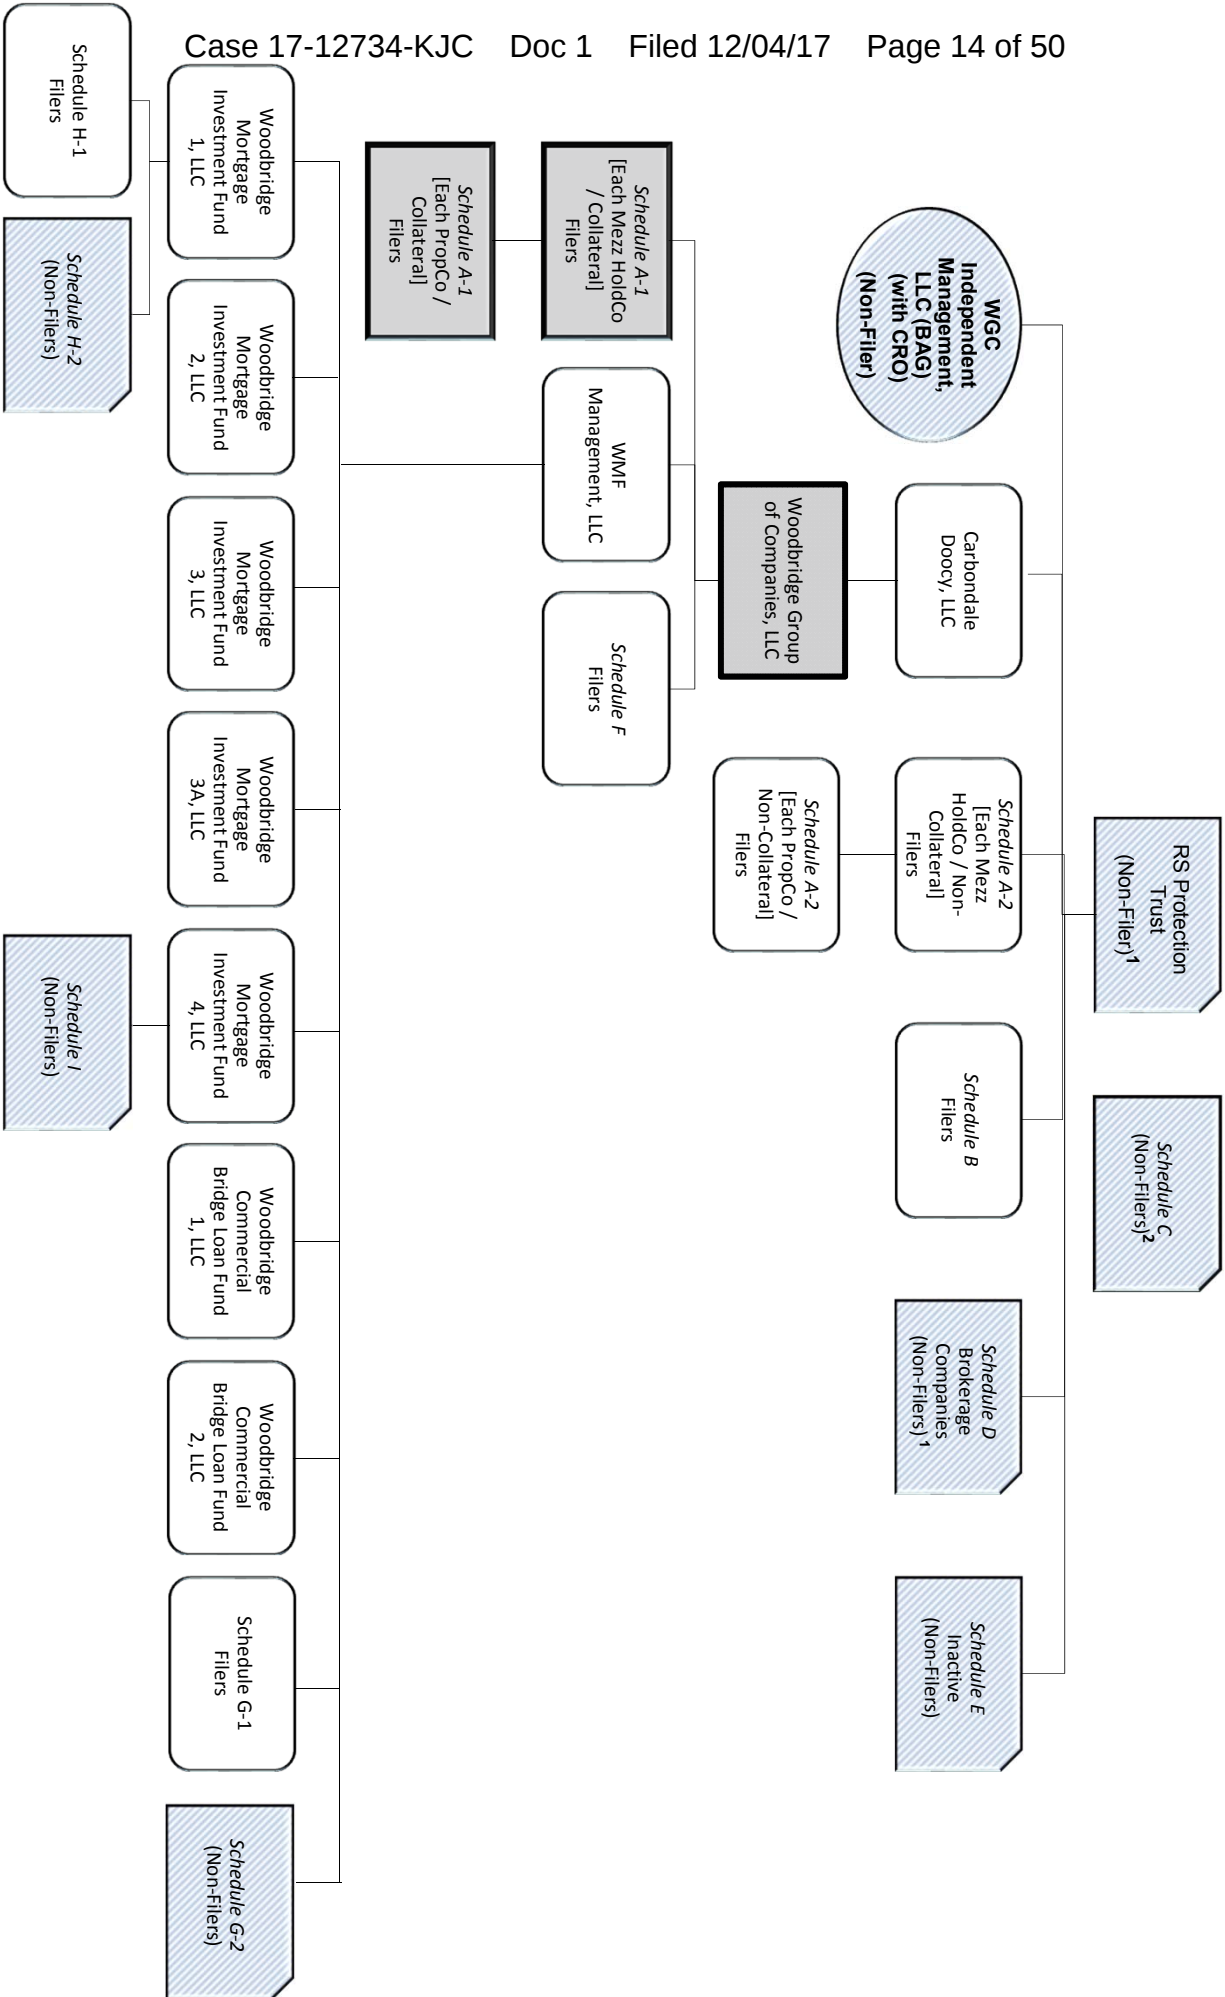 Case 17-12734-KJC Doc 1 Filed 12/04/17 Page 14 of 50
RS Protection
Trust
(Non-Filer)1
Schedule C
(Non-Filers)2
WGC
Independent
Management,
LLC (BAG)
(with CRO)
(Non-Filer)
Carbondale
Doocy, LLC
Schedule A-2
[Each Mezz
HoldCo / Non-
Collateral]
Filers
Schedule B
Filers
Schedule D
Brokerage
Companies
(Non-Filers)1
Schedule E
Inactive
(Non-Filers)
Woodbridge Group
of Companies, LLC
Schedule A-2
[Each PropCo /
Non-Collateral]
Filers
Schedule A-1
[Each Mezz HoldCo
/ Collateral]
Filers
WMF
Management, LLC
Schedule F
Filers
Schedule A-1
[Each PropCo /
Collateral]
Filers
Woodbridge
Mortgage
Investment Fund
1, LLC
Woodbridge
Mortgage
Investment Fund
2, LLC
Woodbridge
Mortgage
Investment Fund
3, LLC
Woodbridge
Mortgage
Investment Fund
3A, LLC
Woodbridge
Mortgage
Investment Fund
4, LLC
Woodbridge
Commercial
Bridge Loan Fund
1, LLC
Woodbridge
Commercial
Bridge Loan Fund
2, LLC
Schedule G-1
Filers
Schedule G-2
(Non-Filers)
Schedule H-1
Filers
Schedule H-2
(Non-Filers)
Schedule I
(Non-Filers)